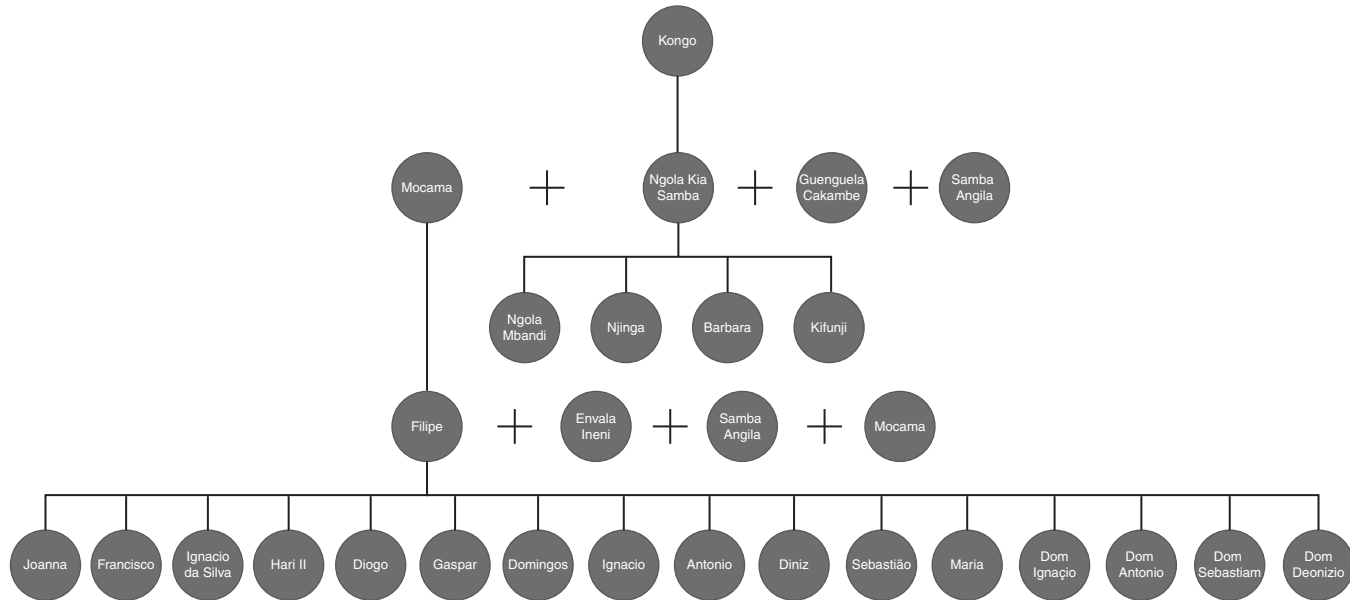 Kongo
Mocama
Ngola Kia
Samba
Guenguela
Cakambe
Samba
Angila
Ngola
Mbandi
Njinga
Barbara
Kifunji
Filipe
Envala
Ineni
Samba
Angila
Mocama
Joanna
Francisco
Ignacio
da Silva
Hari II
Diogo
Gaspar
Domingos
Ignacio
Antonio
Diniz
Sebastião
Maria
Dom
Ignaçio
Dom
Antonio
Dom
Sebastiam
Dom
Deonizio